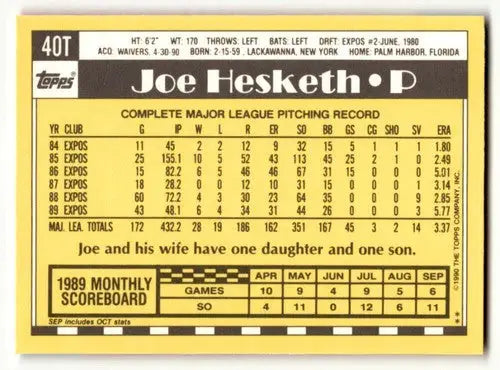 40T
HT: 6'2" WT: 170 THROWS: LEFT BATS: LEFT DRFT: EXPOS #2-JUNE, 1980
ACQ: WAIVERS, 4-30-90 BORN: 2-15-59, LACKAWANNA, NEW YORK HOME: PALM HARBOR, FLORIDA
Topps®
Joe Hesketh • P
COMPLETE MAJOR LEAGUE PITCHING RECORD
YR CLUB G IP W L R ER SO BB GS CG SHO SV ERA
84 EXPOS 11 45 2 2 12 9 32 15 5 1 0 1 1.80
85 EXPOS 25 155.1 10 5 52 43 113 45 25 2 1 0 2.49
86 EXPOS 15 82.2 6 5 46 46 67 31 15 0 0 0 5.01
87 EXPOS 18 28.2 0 0 12 10 31 15 0 0 0 1 3.14
88 EXPOS 60 72.2 4 3 30 23 64 35 0 0 0 9 2.85
89 EXPOS 43 48.1 6 4 34 31 44 26 0 0 0 3 5.77
MAJ. LEA. TOTALS 172 432.2 28 19 186 162 351 167 45 3 2 14 3.37
Joe and his wife have one daughter and one son.
1989 MONTHLY
SCOREBOARD
APR MAY JUN JUL AUG SEP
GAMES 10 9 4 9 5 6
SO 4 11 0 12 6 11
SEP includes OCT stats
** ©1990 THE TOPPS COMPANY, INC.